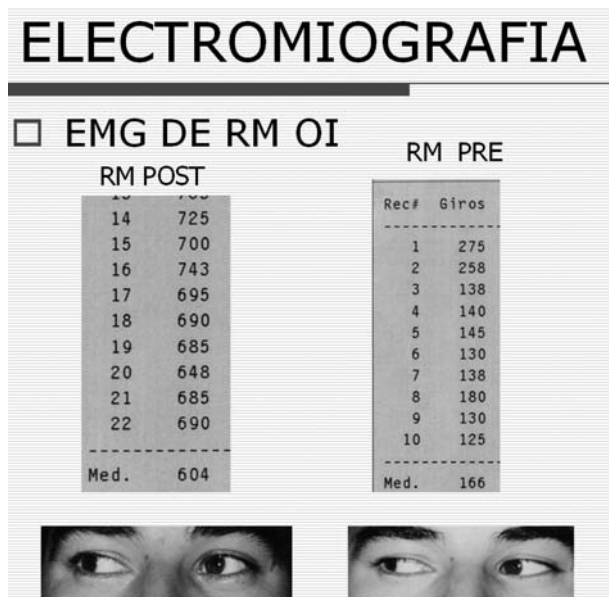 ELECTROMIOGRAFIA
EMG DE RM OI
RM POST
14 725
15 700
16 743
17 695
18 690
19 685
20 648
21 685
22 690
Med. 604
RM PRE
Rec# Giros
1 275
2 258
3 138
4 140
5 145
6 130
7 138
8 180
9 130
10 125
Med. 166